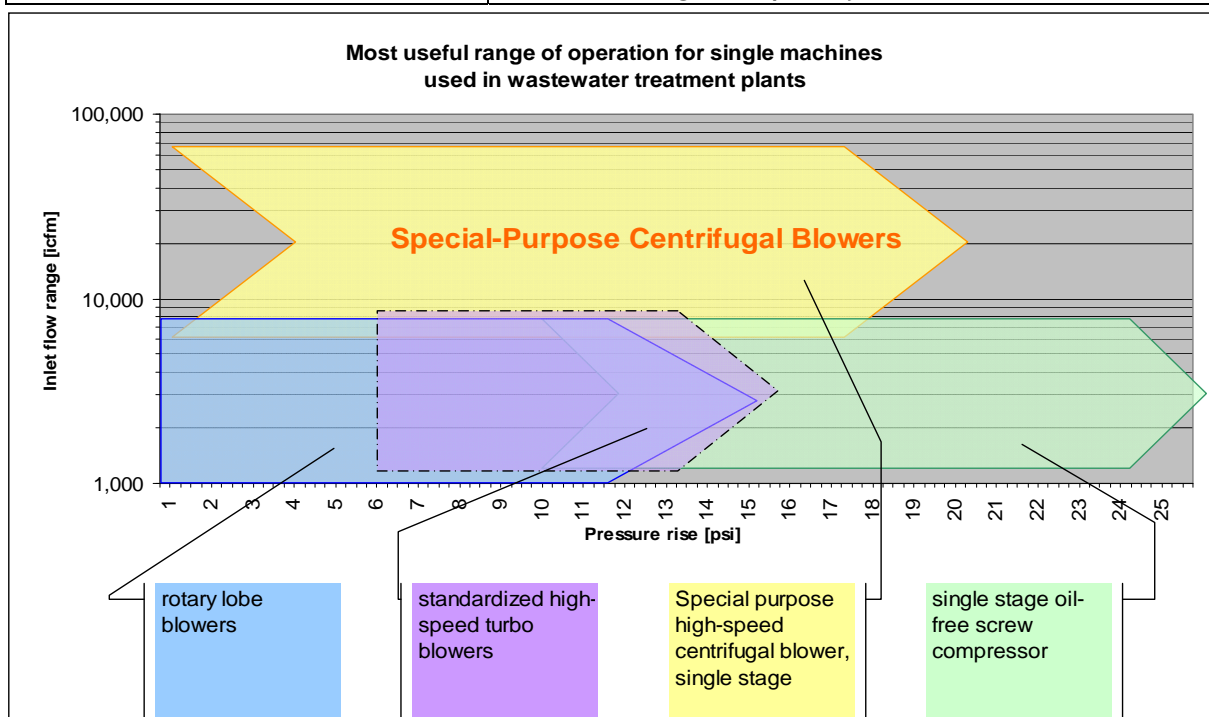 Most useful range of operation for single machines
used in wastewater treatment plants
100,000
10,000
1,000
Inlet flow range [icfm]
Special-Purpose Centrifugal Blowers
1 2 3 4 5 6 7 8 9 10 11 12 13 14 15 16 17 18 19 20 21 22 23 24 25
Pressure rise [psi]
rotary lobe
blowers
standardized high-
speed turbo
blowers
Special purpose
high-speed
centrifugal blower,
single stage
single stage oil-
free screw
compressor